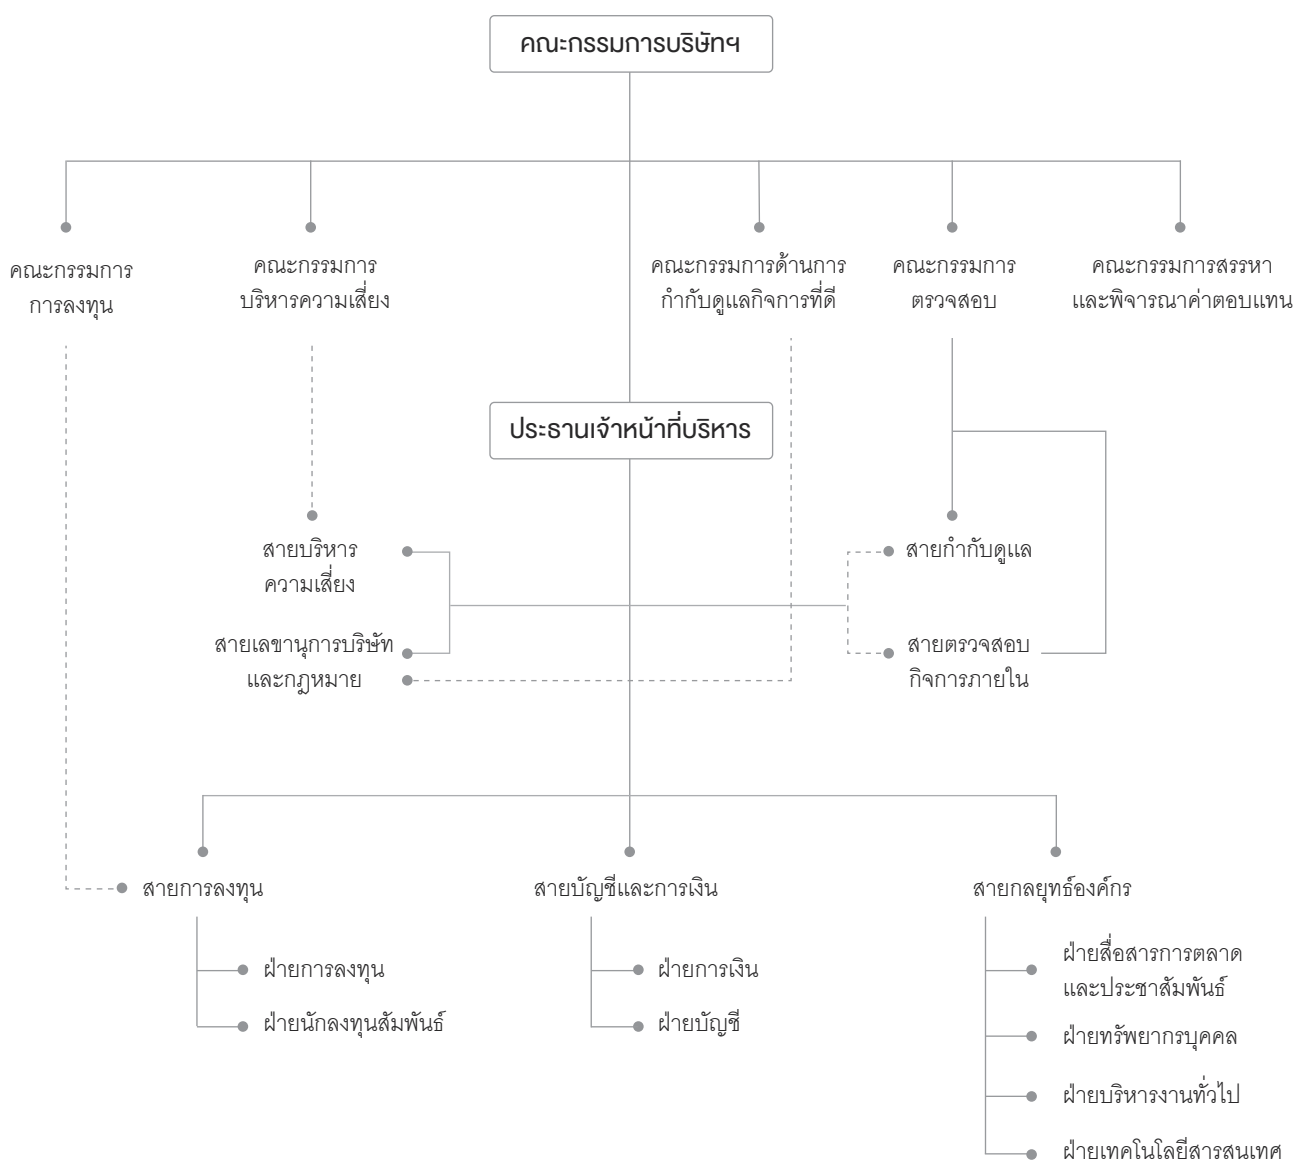 คณะกรรมการบริษัทฯ
คณะกรรมการ
การลงทุน
คณะกรรมการ
บริหารความเสี่ยง
คณะกรรมการด้านการ
กำกับดูแลกิจการที่ดี
คณะกรรมการ
ตรวจสอบ
คณะกรรมการสรรหา
และพิจารณาค่าตอบแทน
ประธานเจ้าหน้าที่บริหาร
สายบริหาร
ความเสี่ยง
สายกำกับดูแล
สายเลขานุการบริษัท
และกฎหมาย
สายตรวจสอบ
กิจการภายใน
สายการลงทุน
ฝ่ายการลงทุน
ฝ่ายนักลงทุนสัมพันธ์
สายบัญชีและการเงิน
ฝ่ายการเงิน
ฝ่ายบัญชี
สายกลยุทธ์องค์กร
ฝ่ายสื่อสารการตลาด
และประชาสัมพันธ์
ฝ่ายทรัพยากรบุคคล
ฝ่ายบริหารงานทั่วไป
ฝ่ายเทคโนโลยีสารสนเทศ